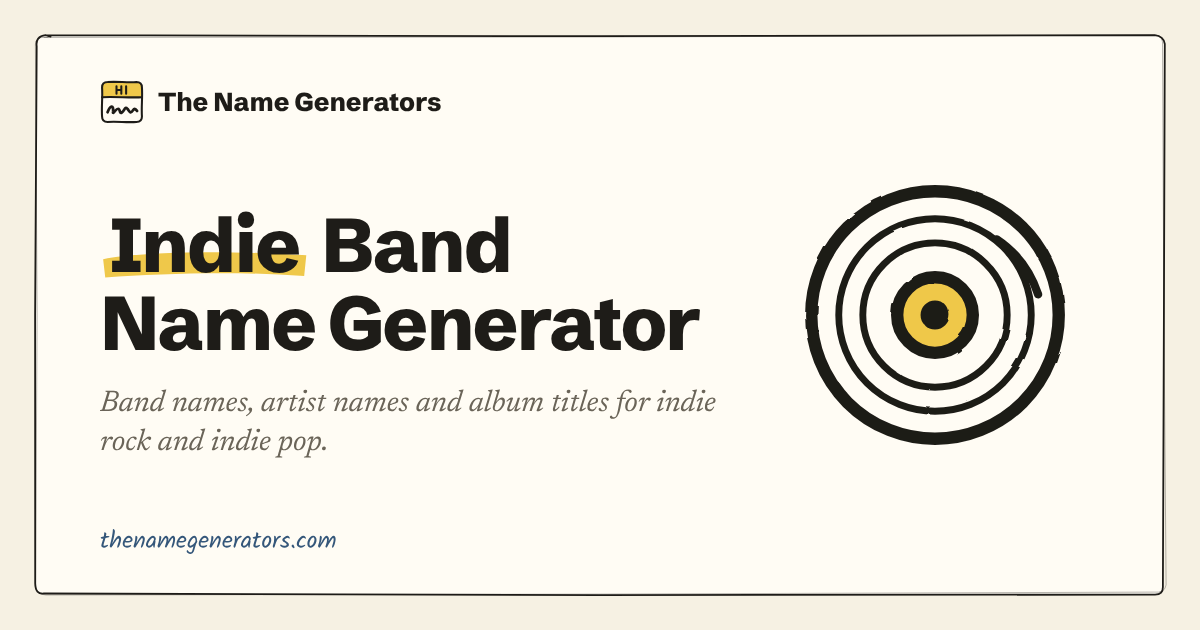 HI
The Name Generators
Indie Band
Name Generator
Band names, artist names and album titles for indie
rock and indie pop.
thenamegenerators.com